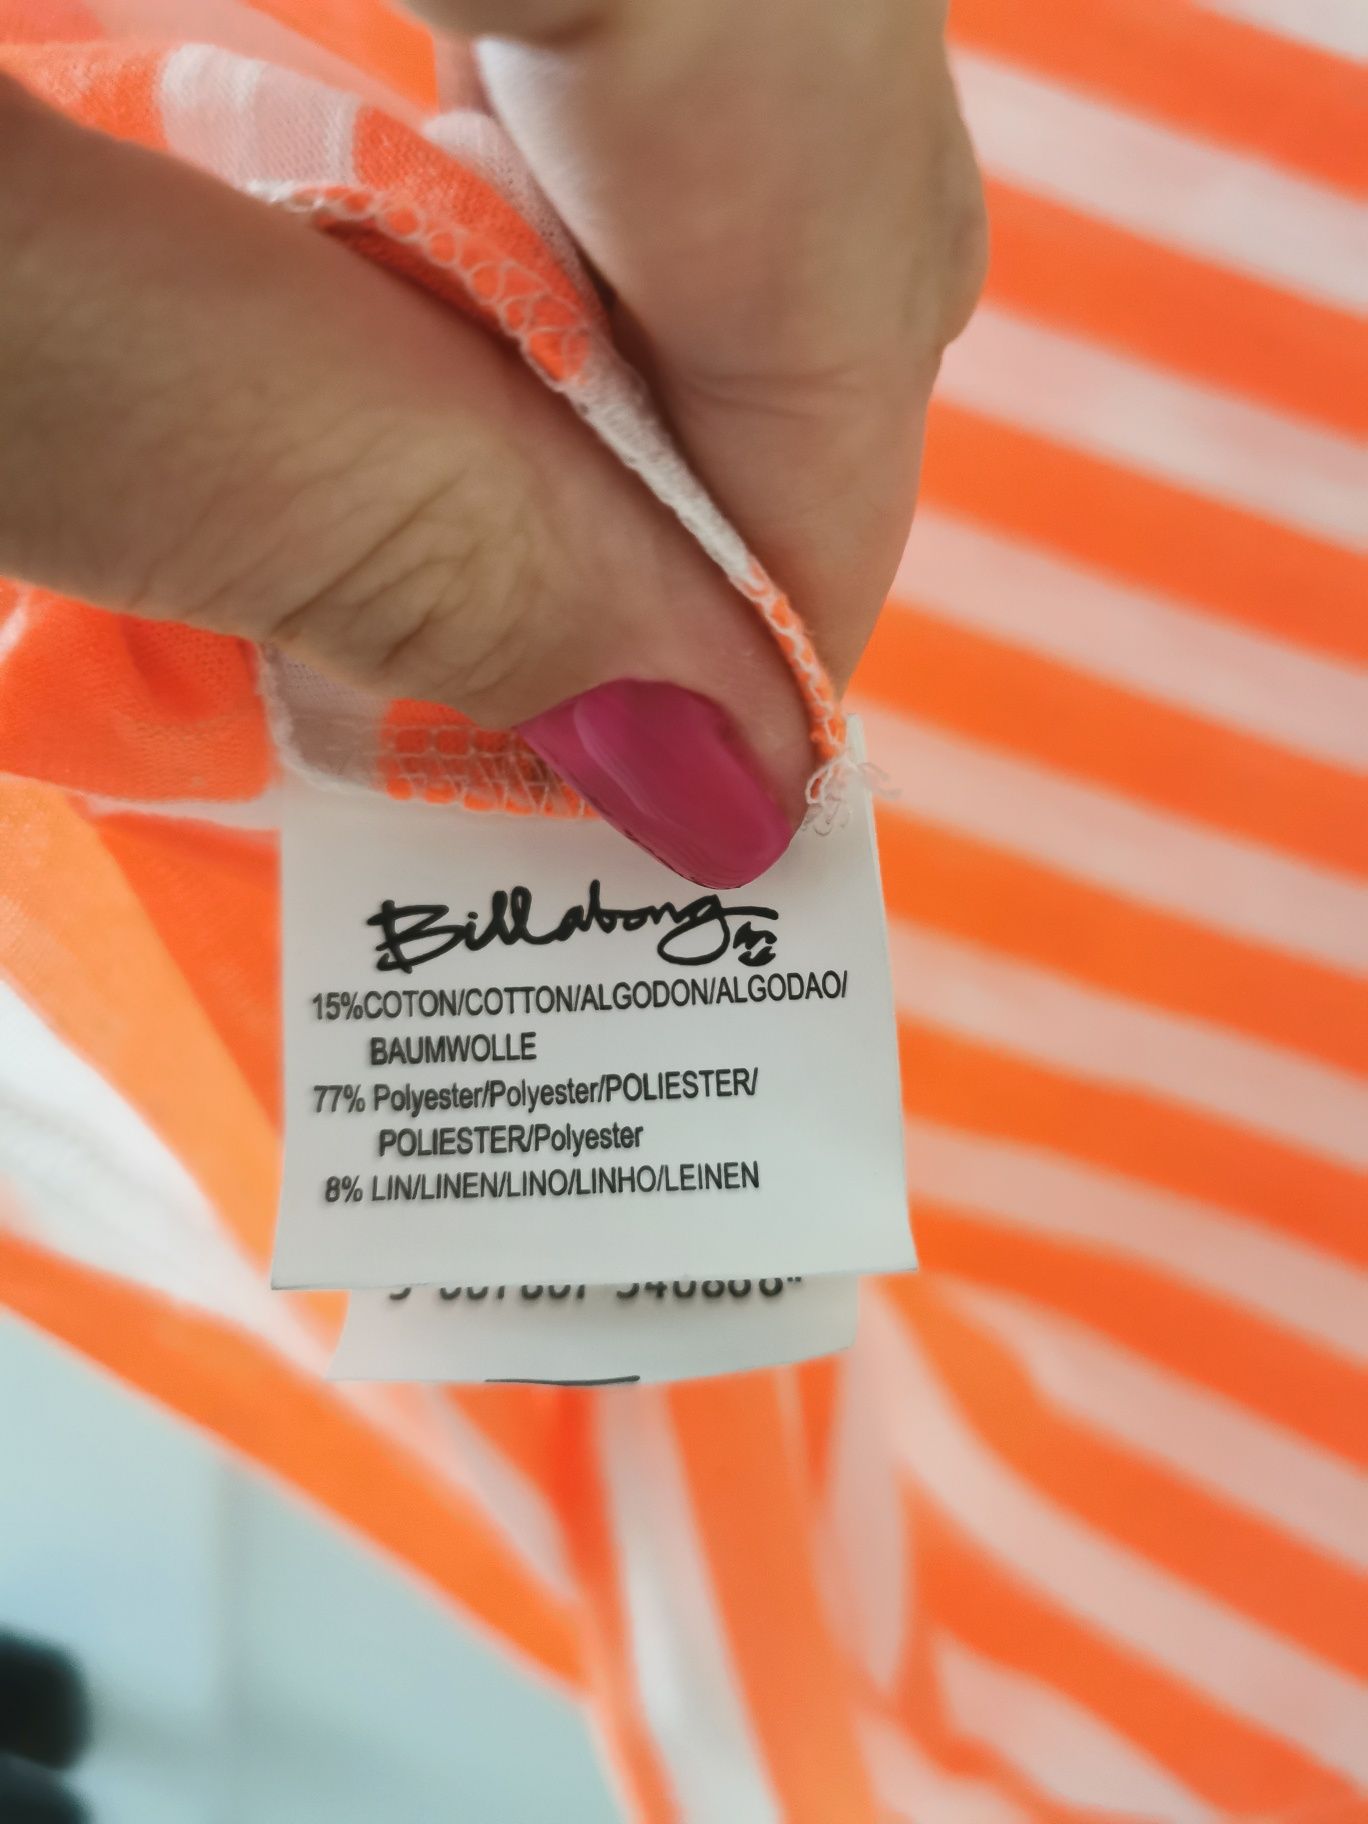 Billabong
15%COTON/COTTON/ALGODON/ALGODAO/
BAUMWOLLE
77% Polyester/Polyester/POLIESTER/
POLIESTER/Polyester
8% LIN/LINEN/LINO/LINHO/LEINEN